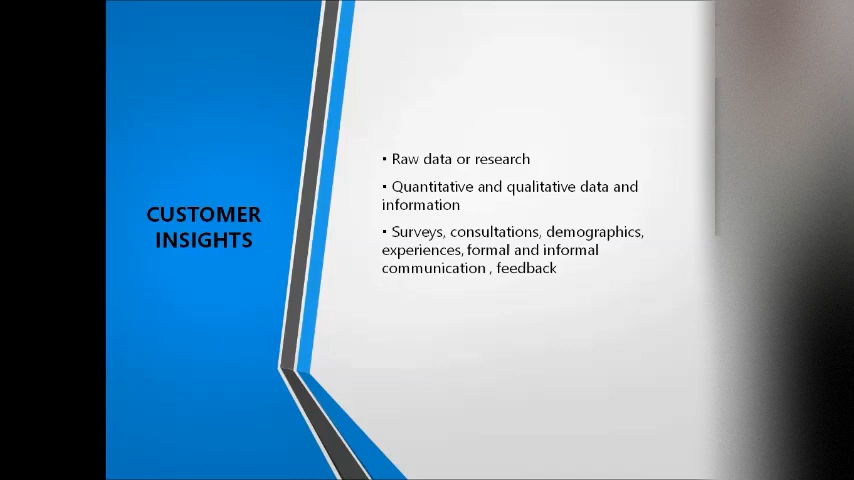 CUSTOMER
INSIGHTS
▪ Raw data or research
▪ Quantitative and qualitative data and
information
▪ Surveys, consultations, demographics,
experiences, formal and informal
communication , feedback